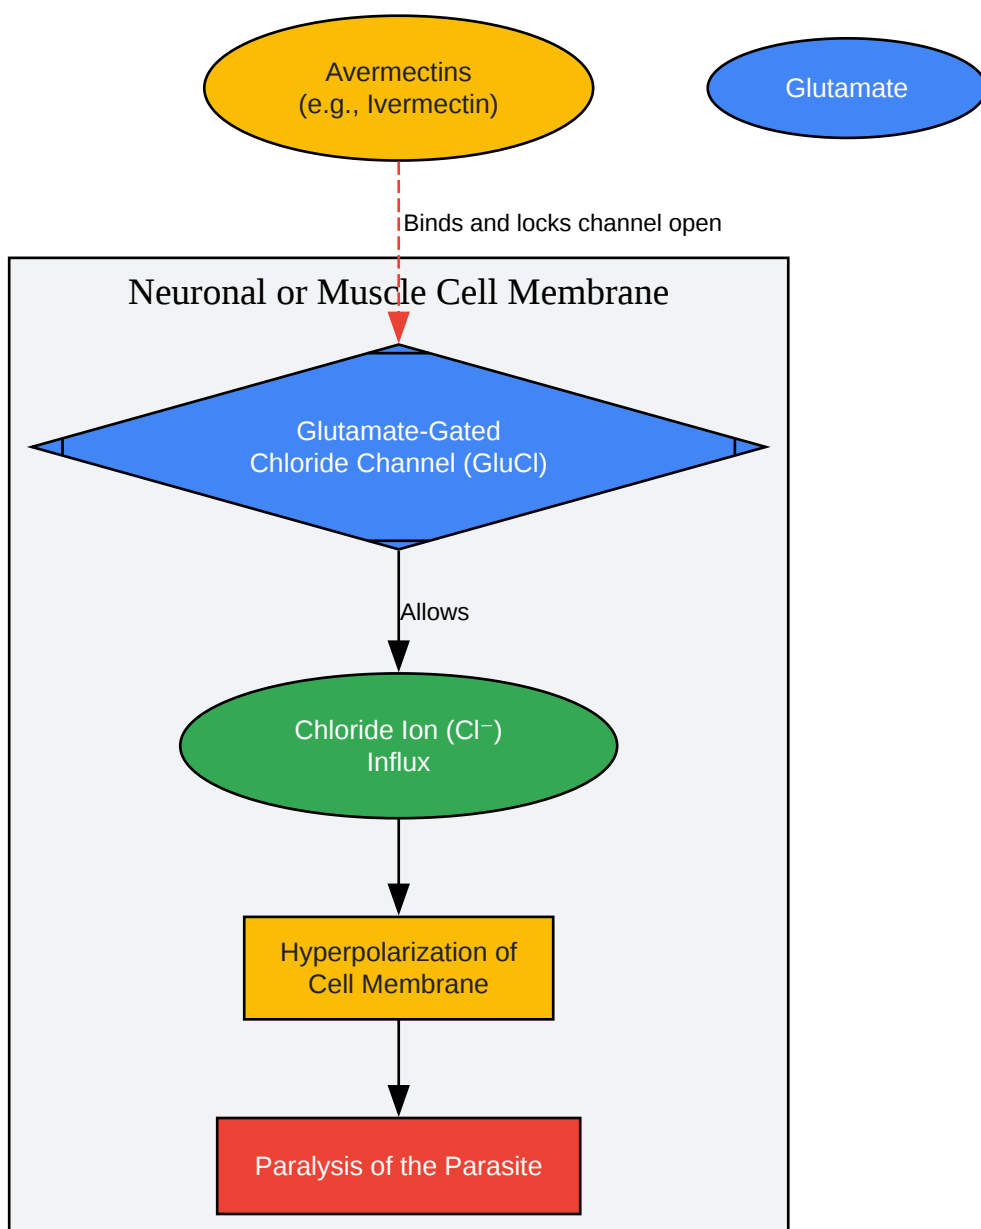 Avermectins
(e.g., Ivermectin)
Glutamate
Binds and locks channel open
Neuronal or Muscle Cell Membrane
Glutamate-Gated
Chloride Channel (GluCl)
Allows
Chloride Ion (Cl⁻)
Influx
Hyperpolarization of
Cell Membrane
Paralysis of the Parasite